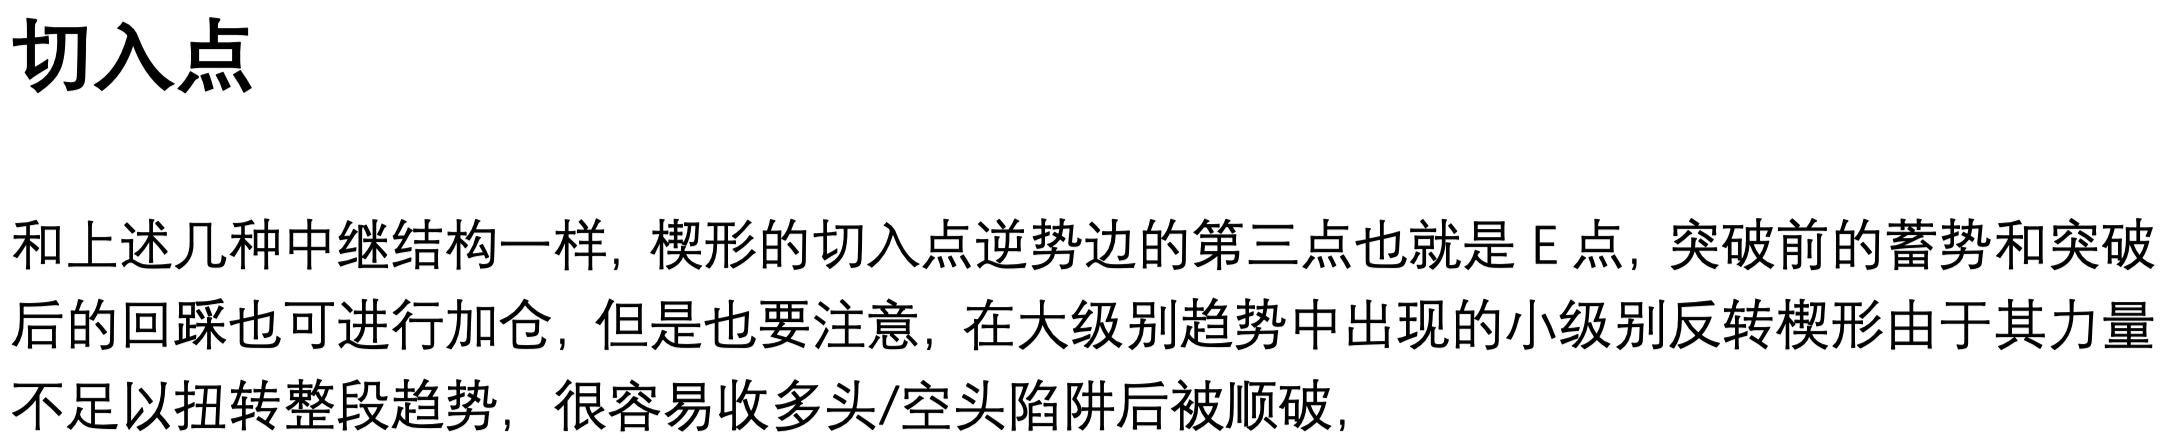 切入点
和上述几种中继结构一样，楔形的切入点逆势边的第三点也就是 E 点，突破前的蓄势和突破
后的回踩也可进行加仓，但是也要注意，在大级别趋势中出现的小级别反转楔形由于其力量
不足以扭转整段趋势，很容易收多头/空头陷阱后被顺破，